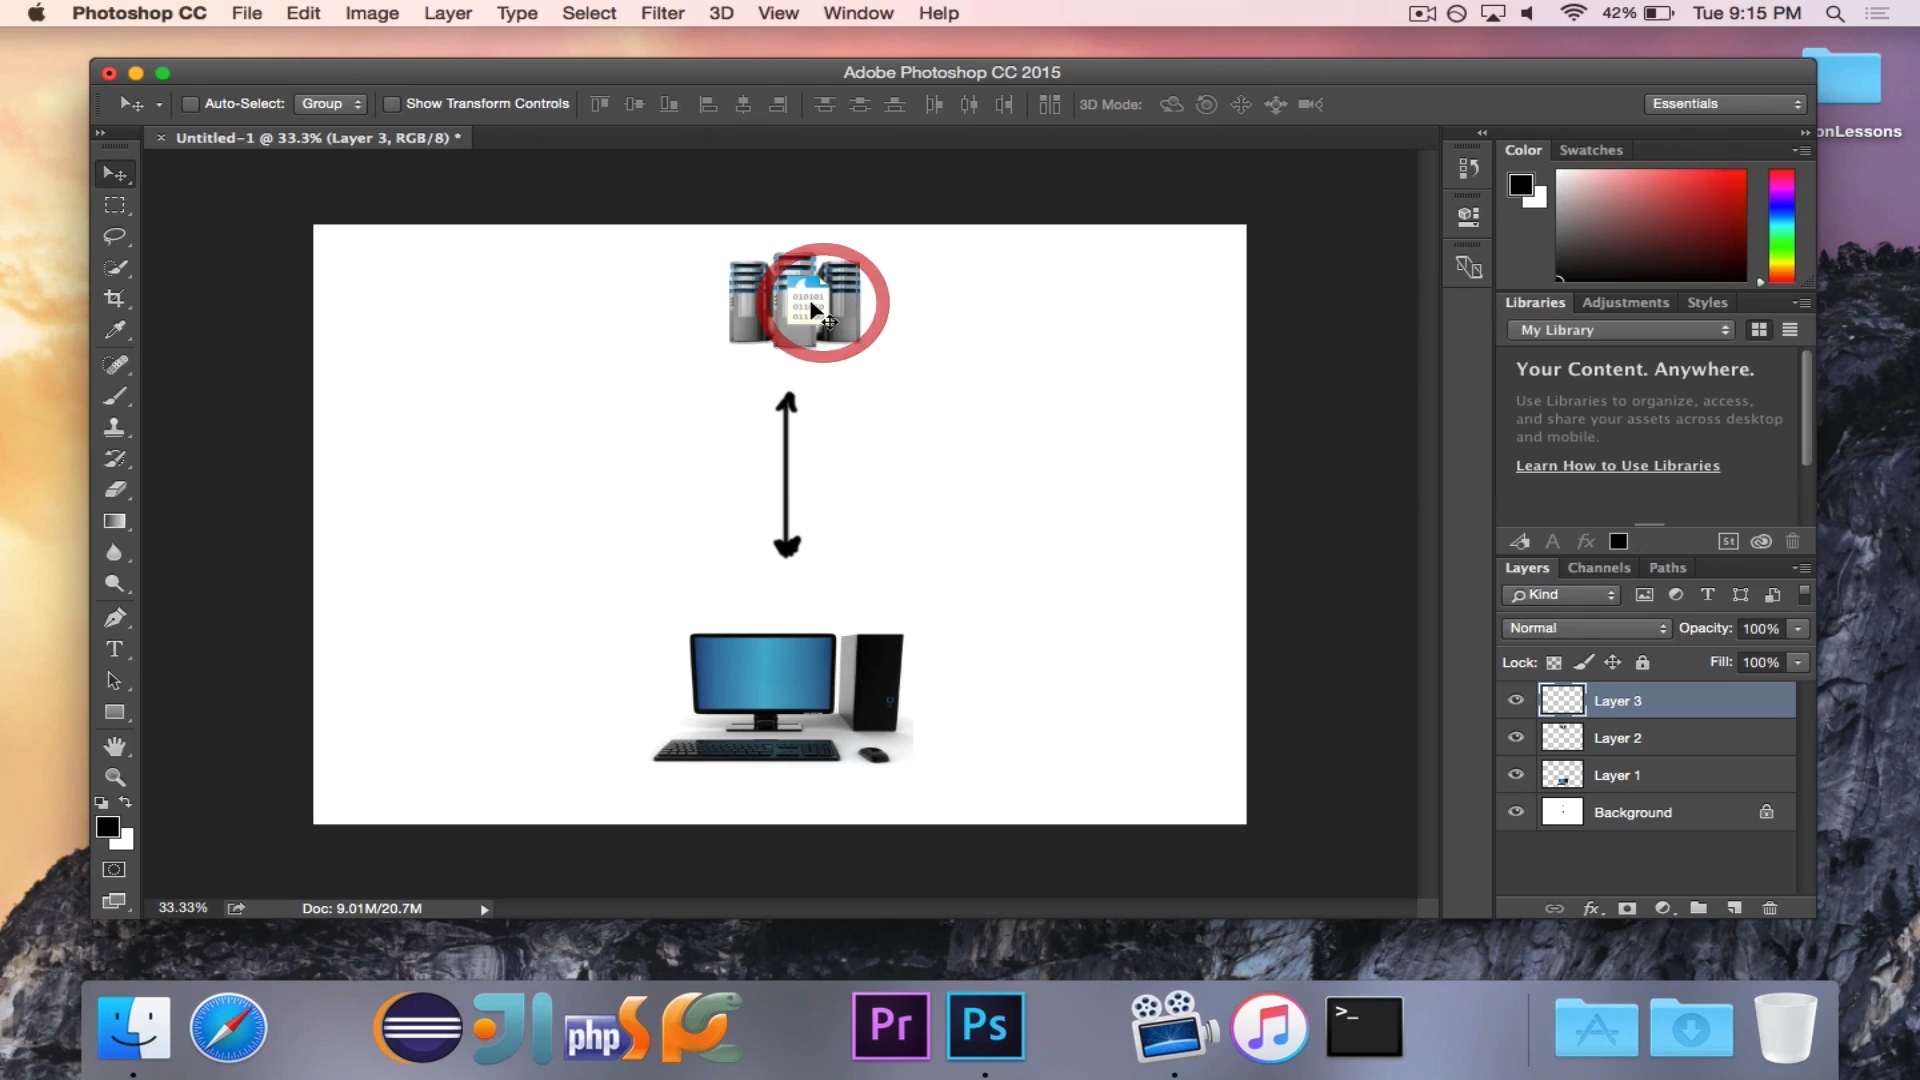 Photoshop CC File Edit Image Layer Type Select Filter 3D View Window Help 42% Tue 9:15 PM
Adobe Photoshop CC 2015
Auto-Select: Group Show Transform Controls 3D Mode: Essentials
Untitled-1 @ 33.3% (Layer 3, RGB/8) *
onLessons
Color Swatches
010101
Libraries Adjustments Styles
My Library
Your Content. Anywhere.
Use Libraries to organize, access,
and share your assets across desktop
and mobile.
Learn How to Use Libraries
St
Layers Channels Paths
Kind
Normal Opacity: 100%
Lock: Fill: 100%
Layer 3
Layer 2
Layer 1
Background
33.33% Doc: 9.01M/20.7M
php Pr Ps >_